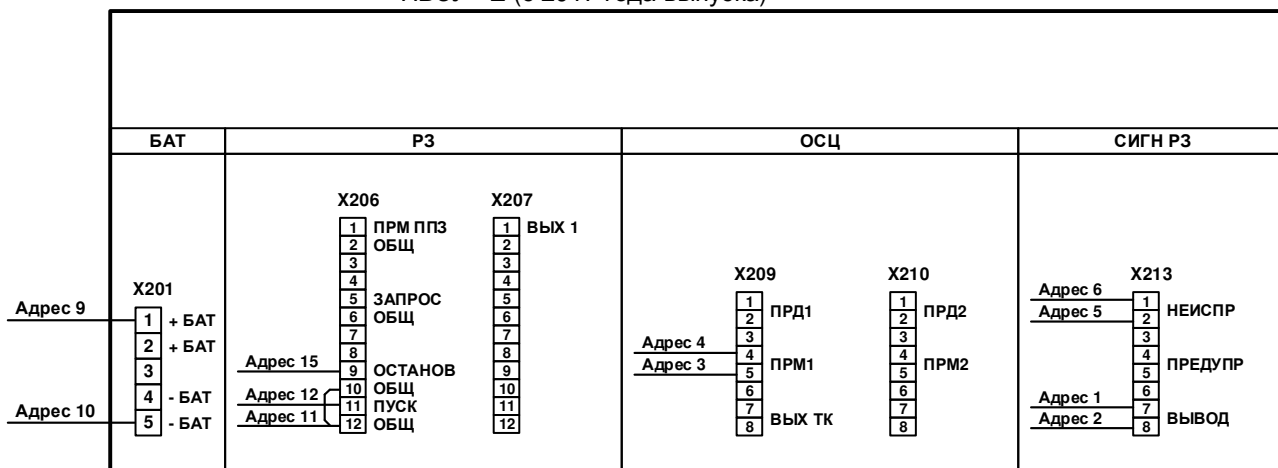 БАТ РЗ ОСЦ СИГН РЗ
X206 X207
1 ПРМ ППЗ 1 ВЫХ 1
2 ОБЩ 2
3 3
4 4
5 ЗАПРОС 5
6 ОБЩ 6
7 7
8 8
Адрес 15 9 ОСТАНОВ 9
10 ОБЩ 10
Адрес 12 11 ПУСК 11
Адрес 11 12 ОБЩ 12
X201
Адрес 9 1 + БАТ
2 + БАТ
3
4 - БАТ
Адрес 10 5 - БАТ
X209 X210
1 1
ПРД1 ПРД2
2 2
3 3
Адрес 4 4 4
ПРМ1 ПРМ2
Адрес 3 5 5
6 6
7 7
ВЫХ ТК
8 8
X213
Адрес 6 1
НЕИСПР
Адрес 5 2
3
4
ПРЕДУПР
5
6
Адрес 1 7
ВЫВОД
Адрес 2 8